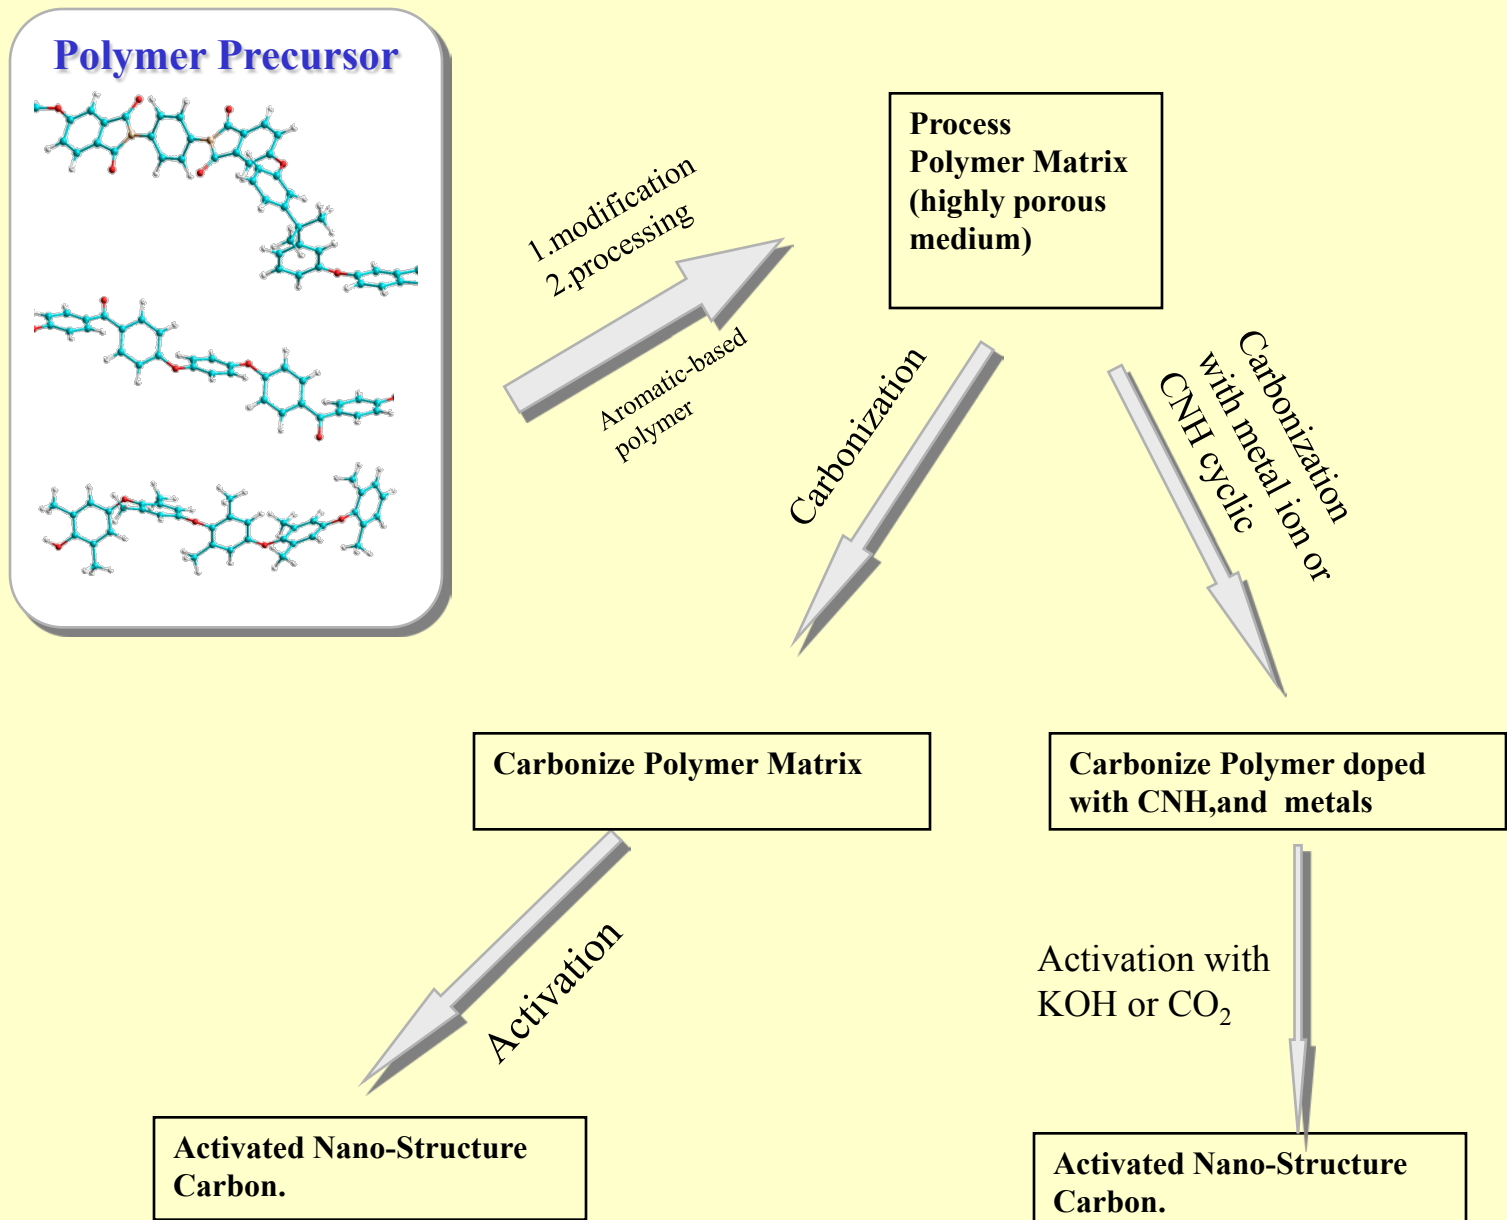 Polymer Precursor
1.modification
2.processing
Aromatic-based
polymer
Process
Polymer Matrix
(highly porous
medium)
Carbonization
Carbonization
with metal ion or
CNH cyclic
Carbonize Polymer Matrix
Carbonize Polymer doped
with CNH,and  metals
Activation
Activation with
KOH or CO₂
Activated Nano-Structure
Carbon.
Activated Nano-Structure
Carbon.